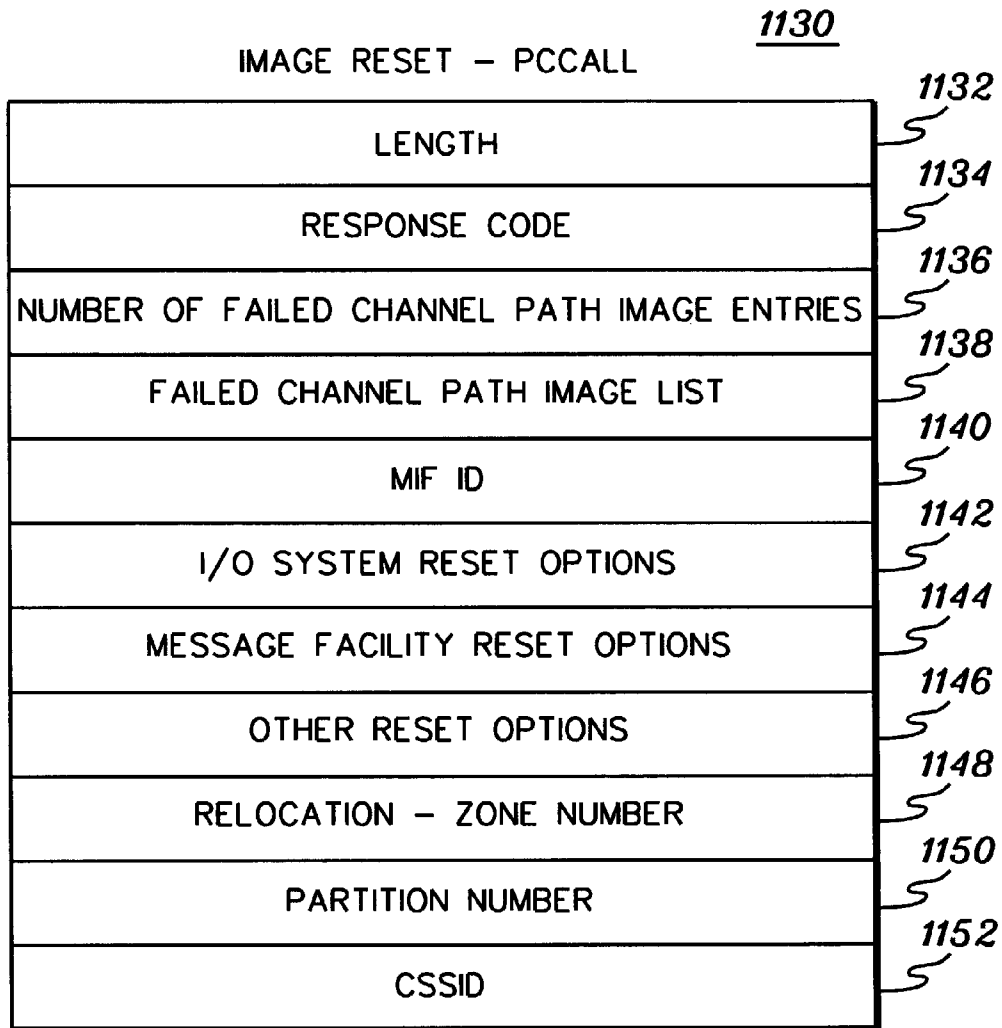 1130
IMAGE RESET – PCCALL
1132
LENGTH
1134
RESPONSE CODE
1136
NUMBER OF FAILED CHANNEL PATH IMAGE ENTRIES
1138
FAILED CHANNEL PATH IMAGE LIST
1140
MIF ID
1142
I/O SYSTEM RESET OPTIONS
1144
MESSAGE FACILITY RESET OPTIONS
1146
OTHER RESET OPTIONS
1148
RELOCATION – ZONE NUMBER
1150
PARTITION NUMBER
1152
CSSID